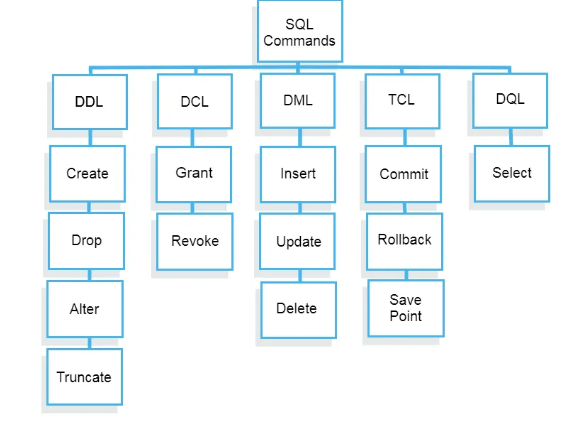 SQL
Commands
DDL
DCL
DML
TCL
DQL
Create
Grant
Insert
Commit
Select
Drop
Revoke
Update
Rollback
Alter
Delete
Save
Point
Truncate